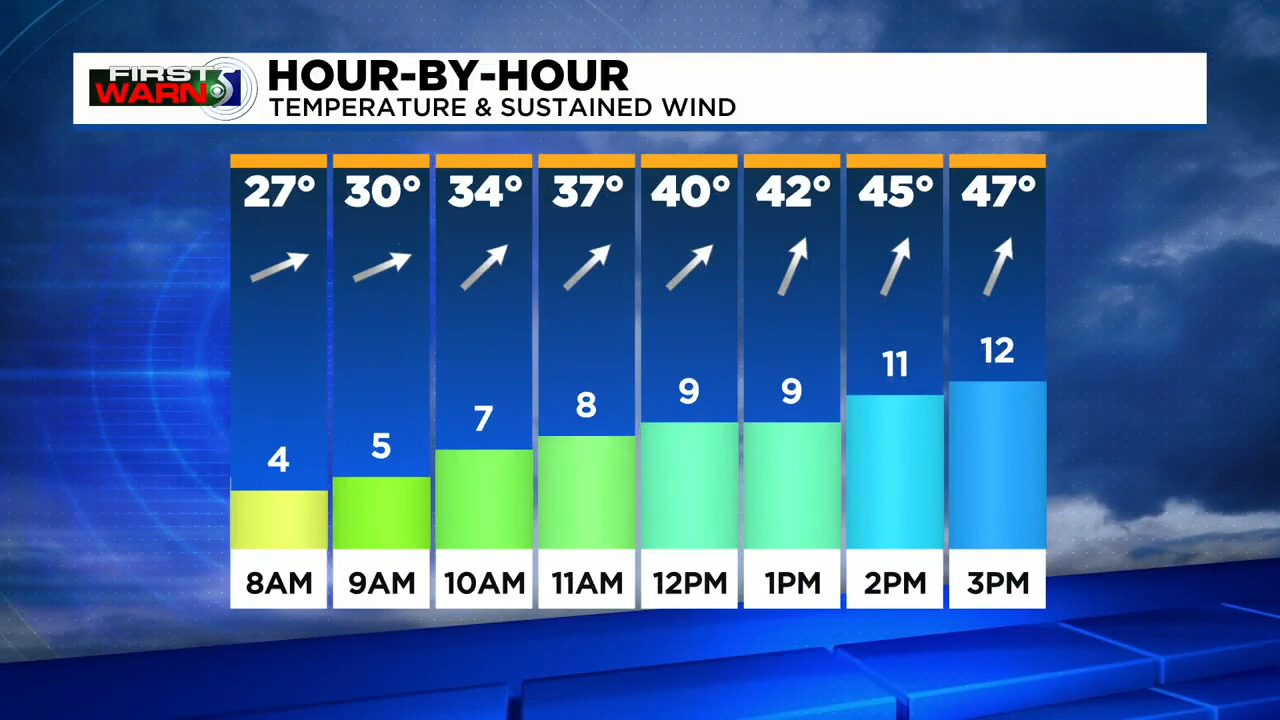 FIRST
WARN 5
HOUR-BY-HOUR
TEMPERATURE & SUSTAINED WIND
27° 30° 34° 37° 40° 42° 45° 47°
4 5 7 8 9 9 11 12
8AM 9AM 10AM 11AM 12PM 1PM 2PM 3PM